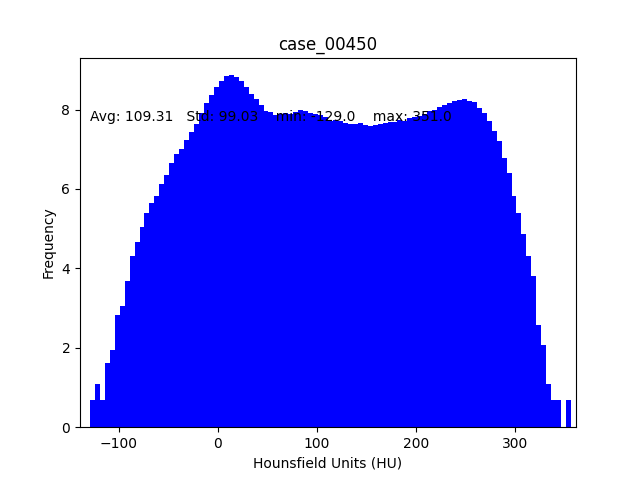 case_00450
Avg: 109.31 Std: 99.03 min: -129.0 max: 351.0
8
6
4
2
0
Frequency
−100 0 100 200 300
Hounsfield Units (HU)